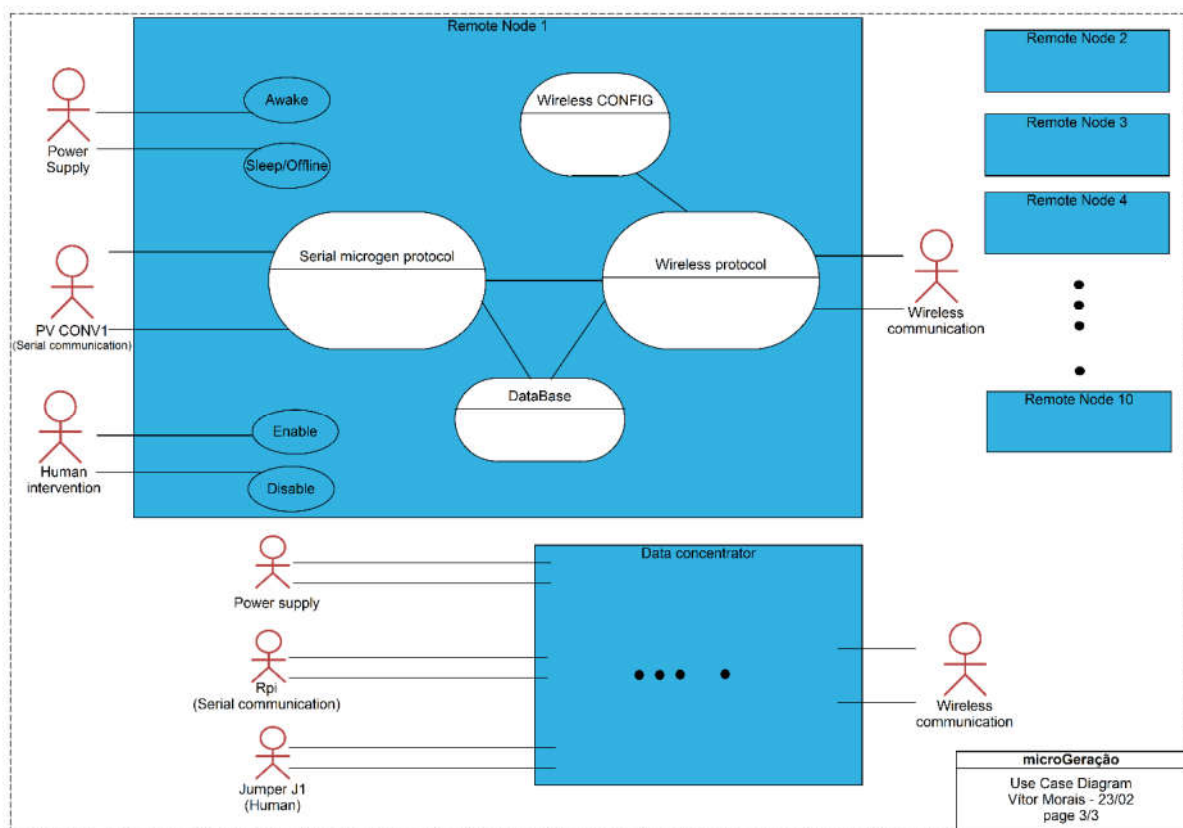 Remote Node 1
Awake
Sleep/Offline
Power
Supply
Wireless CONFIG
Serial microgen protocol
Wireless protocol
PV CONV1
(Serial communication)
DataBase
Enable
Disable
Human
intervention
Wireless
communication
Remote Node 2
Remote Node 3
Remote Node 4
Remote Node 10
Data concentrator
Power supply
Rpi
(Serial communication)
Jumper J1
(Human)
Wireless
communication
microGeração
Use Case Diagram
Vítor Morais - 23/02
page 3/3